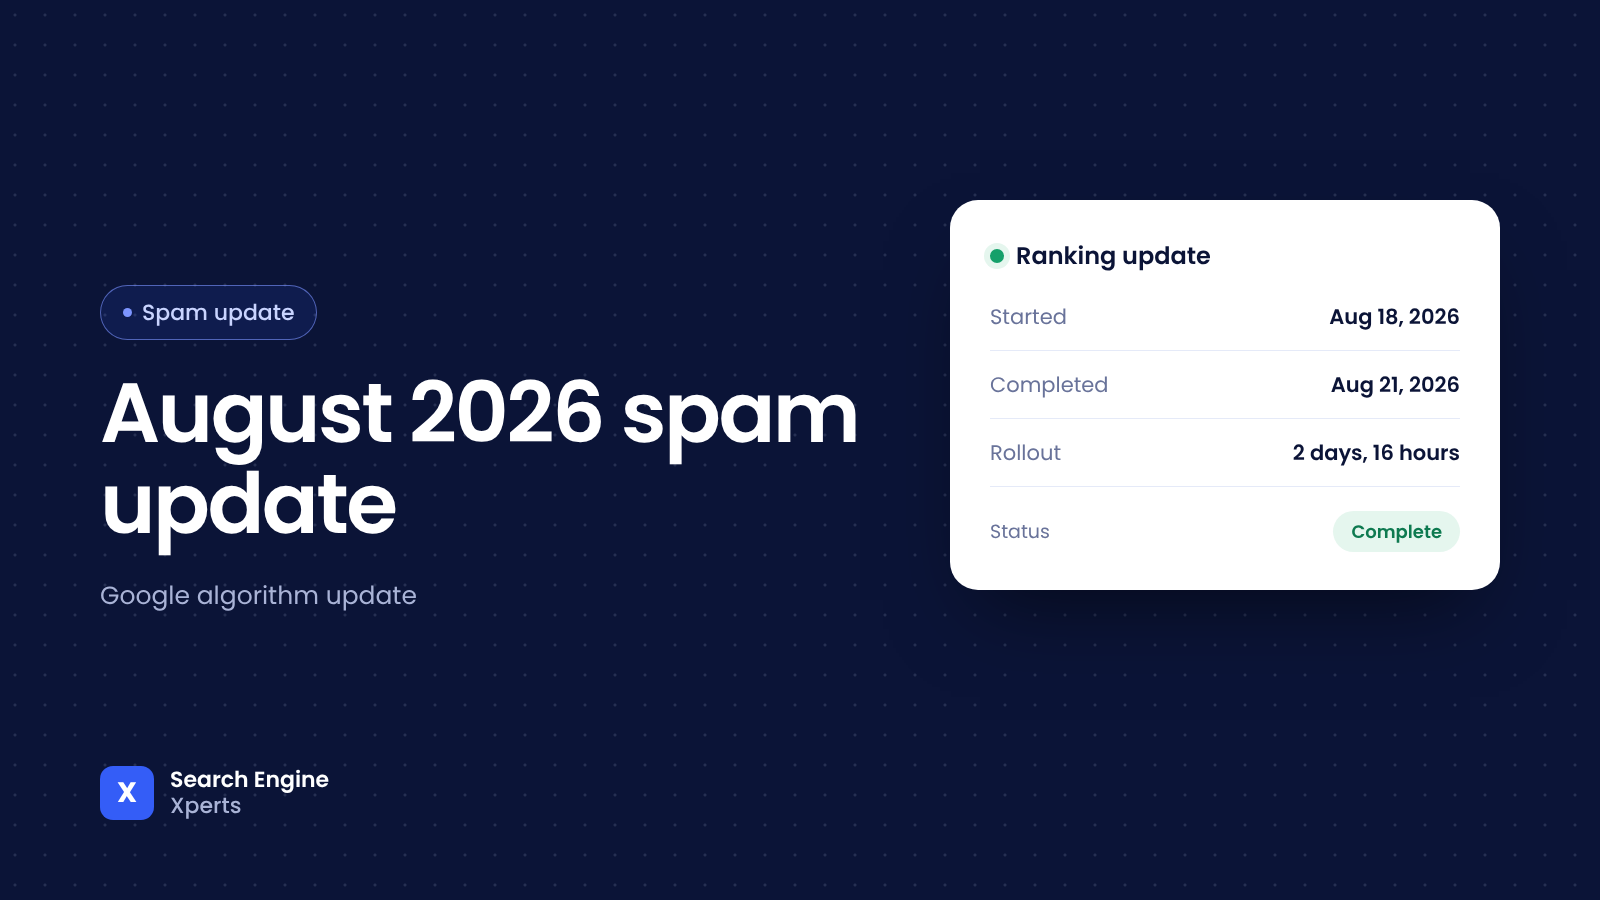 Spam update
August 2026 spam
update
Google algorithm update
Ranking update
Started Aug 18, 2026
Completed Aug 21, 2026
Rollout 2 days, 16 hours
Status Complete
X
Search Engine
Xperts